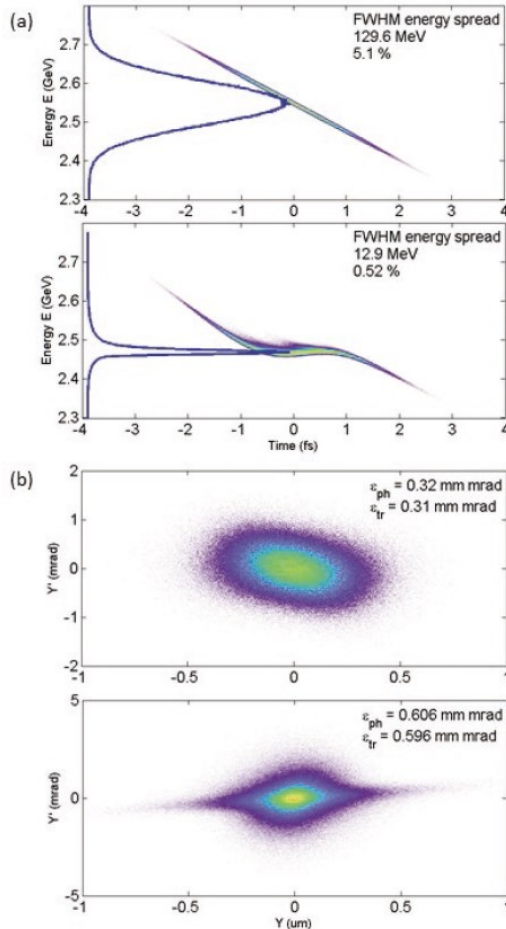 (a)
FWHM energy spread
129.6 MeV
5.1 %
Energy E (GeV)
2.7
2.6
2.5
2.4
2.3
-4 -3 -2 -1 0 1 2 3 4
FWHM energy spread
12.9 MeV
0.52 %
Energy E (GeV)
2.7
2.6
2.5
2.4
2.3
-4 -3 -2 -1 0 1 2 3 4
Time (fs)
(b)
εph = 0.32 mm mrad
εtr = 0.31 mm mrad
Y' (mrad)
2
1
0
-1
-2
-1 -0.5 0 0.5 1
εph = 0.606 mm mrad
εtr = 0.596 mm mrad
Y' (mrad)
5
0
-5
-1 -0.5 0 0.5 1
Y (um)